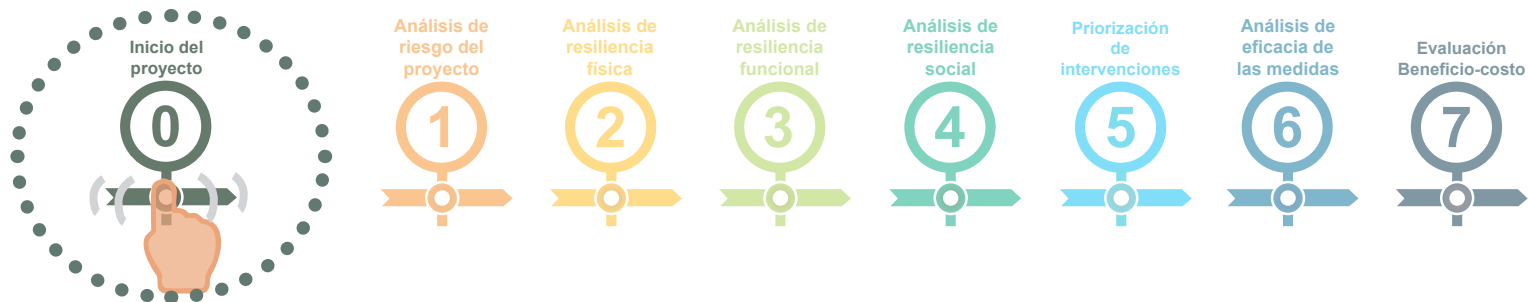 Inicio del
proyecto
0
Análisis de
riesgo del
proyecto
1
Análisis de
resiliencia
física
2
Análisis de
resiliencia
funcional
3
Análisis de
resiliencia
social
4
Priorización
de
intervenciones
5
Análisis de
eficacia de
las medidas
6
Evaluación
Beneficio-costo
7